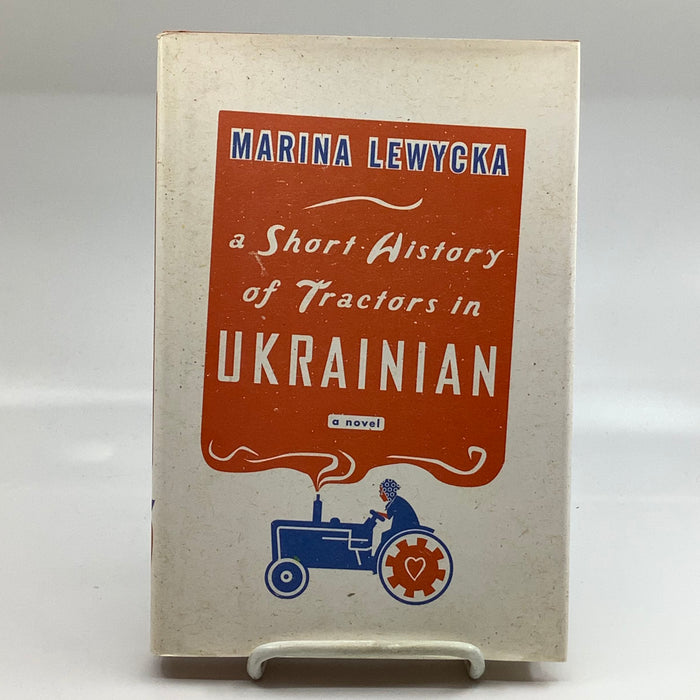 MARINA LEWYCKA
a Short History
of Tractors in
UKRAINIAN
a novel